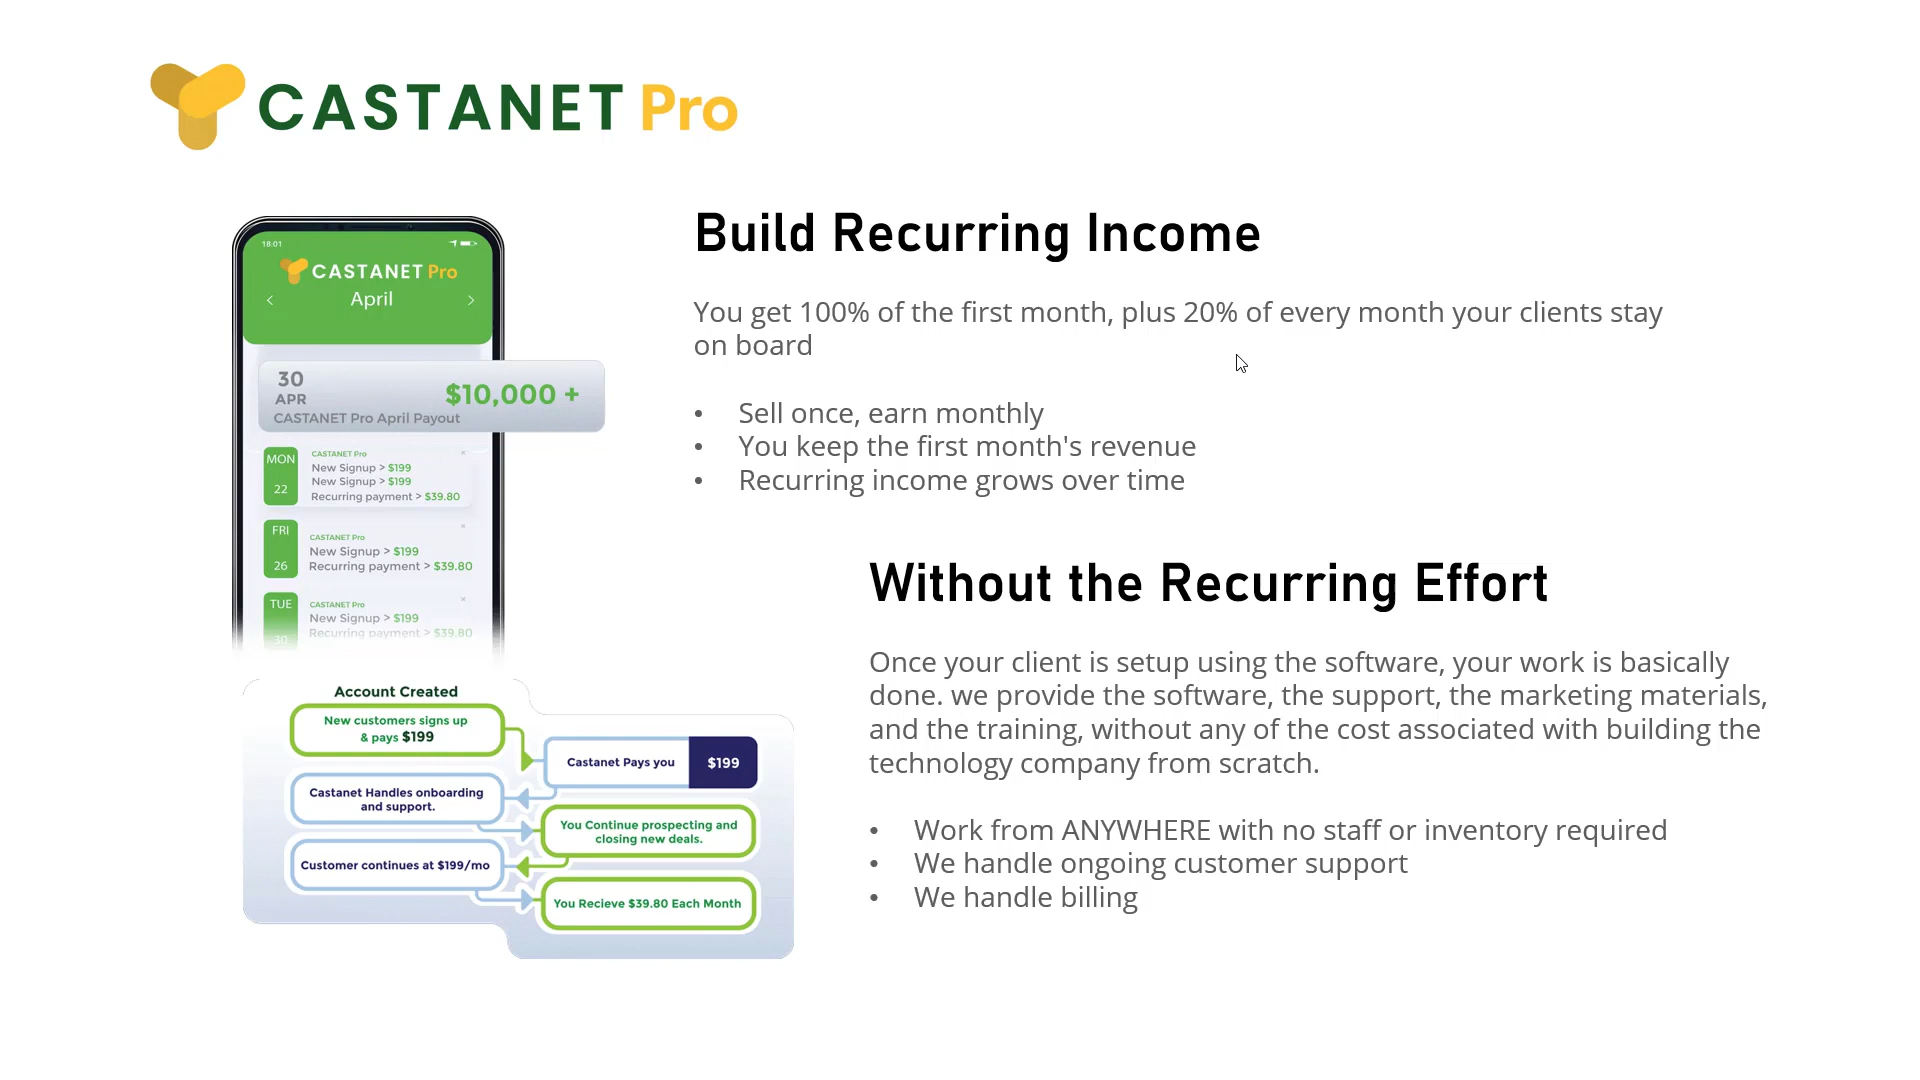 CASTANET Pro
18:01
CASTANET Pro
April
30
APR
$10,000 +
CASTANET Pro April Payout
MON
22
CASTANET Pro
New Signup > $199
New Signup > $199
Recurring payment > $39.80
FRI
26
CASTANET Pro
New Signup > $199
Recurring payment > $39.80
TUE
30
CASTANET Pro
New Signup > $199
Recurring payment > $39.80
Build Recurring Income
You get 100% of the first month, plus 20% of every month your clients stay
on board
• Sell once, earn monthly
• You keep the first month's revenue
• Recurring income grows over time
Without the Recurring Effort
Once your client is setup using the software, your work is basically
done. we provide the software, the support, the marketing materials,
and the training, without any of the cost associated with building the
technology company from scratch.
• Work from ANYWHERE with no staff or inventory required
• We handle ongoing customer support
• We handle billing
Account Created
New customers signs up
& pays $199
Castanet Pays you $199
Castanet Handles onboarding
and support.
You Continue prospecting and
closing new deals.
Customer continues at $199/mo
You Recieve $39.80 Each Month